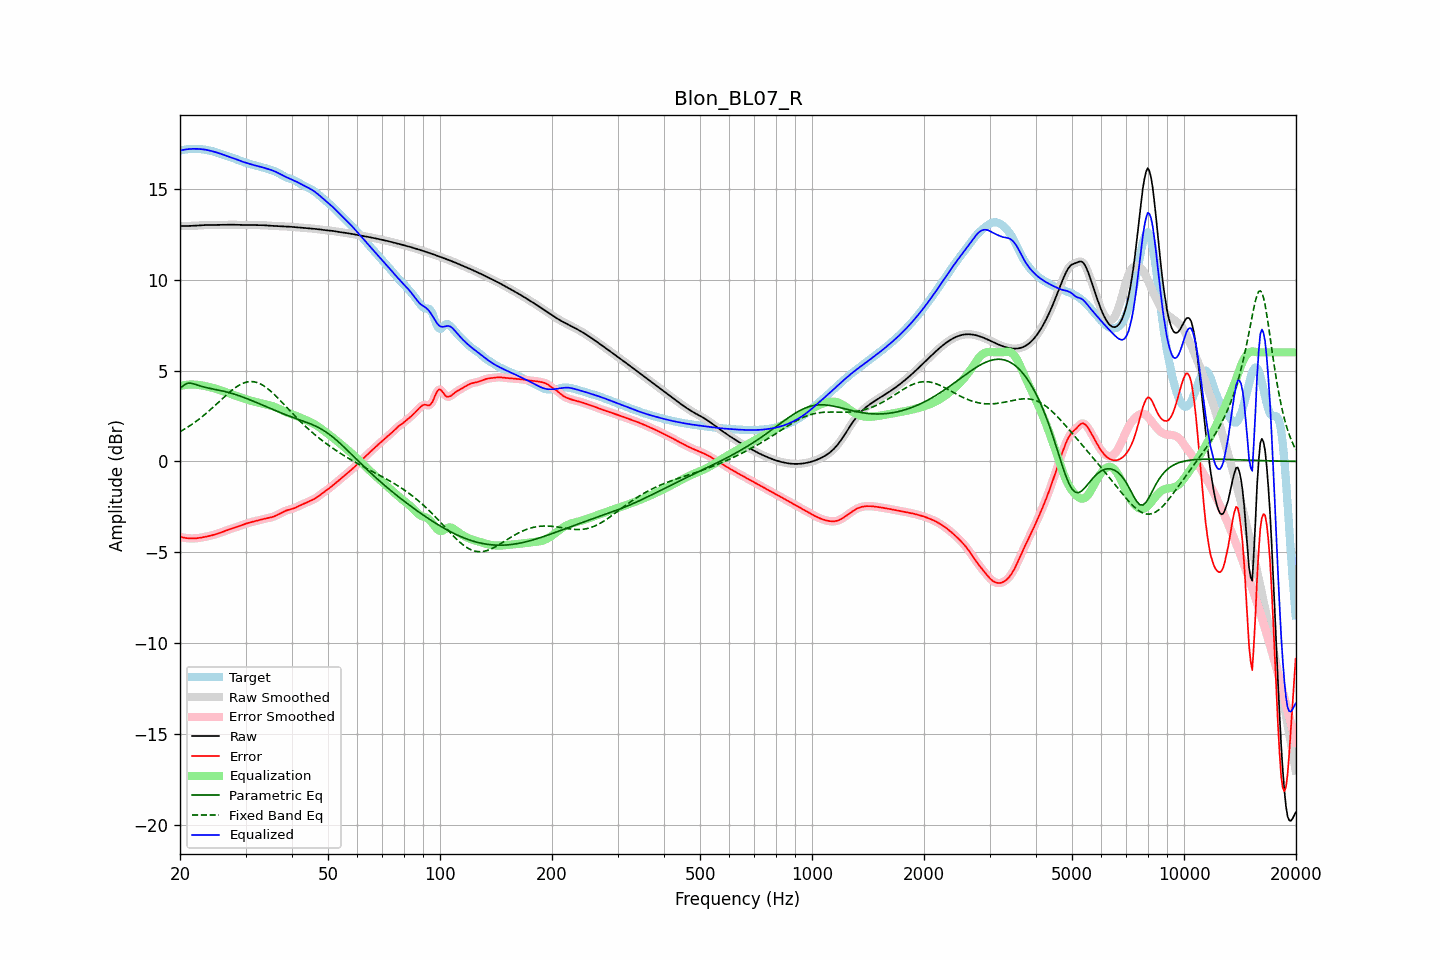 Blon_BL07_R
Amplitude (dBr)
15
10
5
0
−5
−10
−15
−20
Target
Raw Smoothed
Error Smoothed
Raw
Error
Equalization
Parametric Eq
Fixed Band Eq
Equalized
20 50 100 200 500 1000 2000 5000 10000 20000
Frequency (Hz)